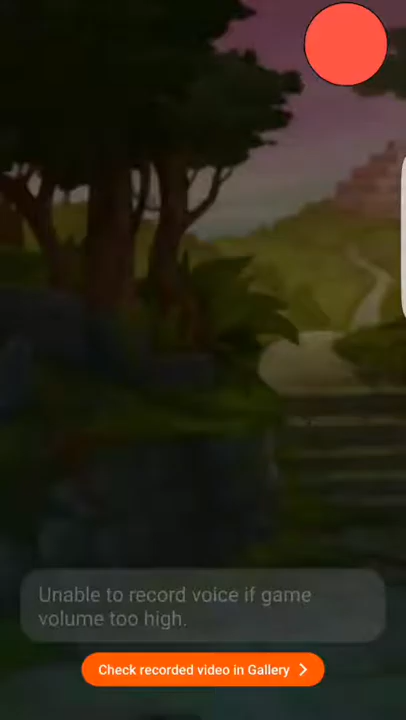 Unable to record voice if game
volume too high.
Check recorded video in Gallery